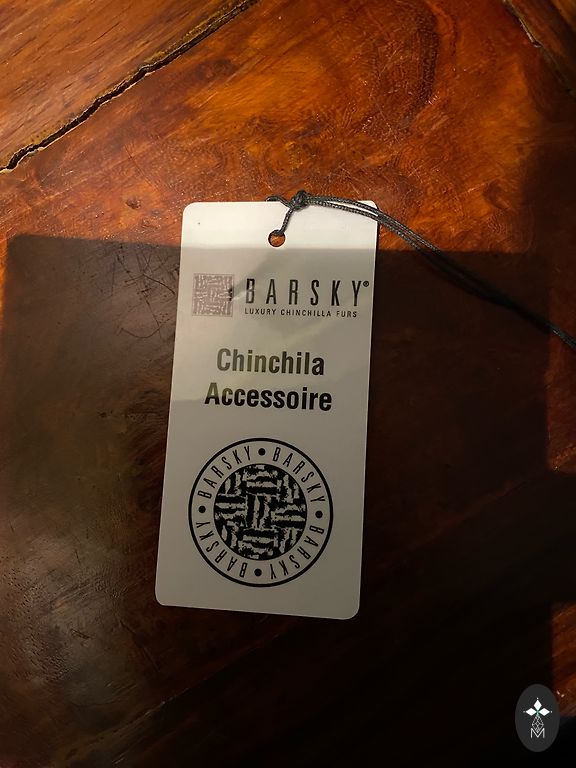 BARSKY®
LUXURY CHINCHILLA FURS
Chinchila
Accessoire
BARSKY • BARSKY • BARSKY • BARSKY •
M